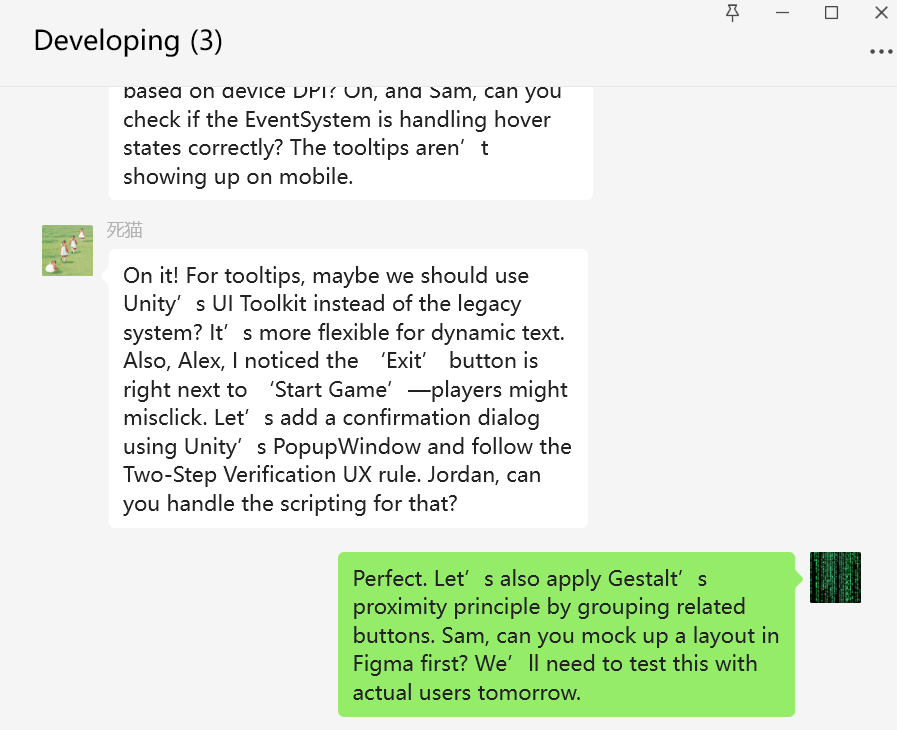 Developing (3)
based on device DPI? Oh, and Sam, can you
check if the EventSystem is handling hover
states correctly? The tooltips aren’t
showing up on mobile.
死猫
On it! For tooltips, maybe we should use
Unity’s UI Toolkit instead of the legacy
system? It’s more flexible for dynamic text.
Also, Alex, I noticed the ‘Exit’ button is
right next to ‘Start Game’—players might
misclick. Let’s add a confirmation dialog
using Unity’s PopupWindow and follow the
Two-Step Verification UX rule. Jordan, can
you handle the scripting for that?
Perfect. Let’s also apply Gestalt’s
proximity principle by grouping related
buttons. Sam, can you mock up a layout in
Figma first? We’ll need to test this with
actual users tomorrow.